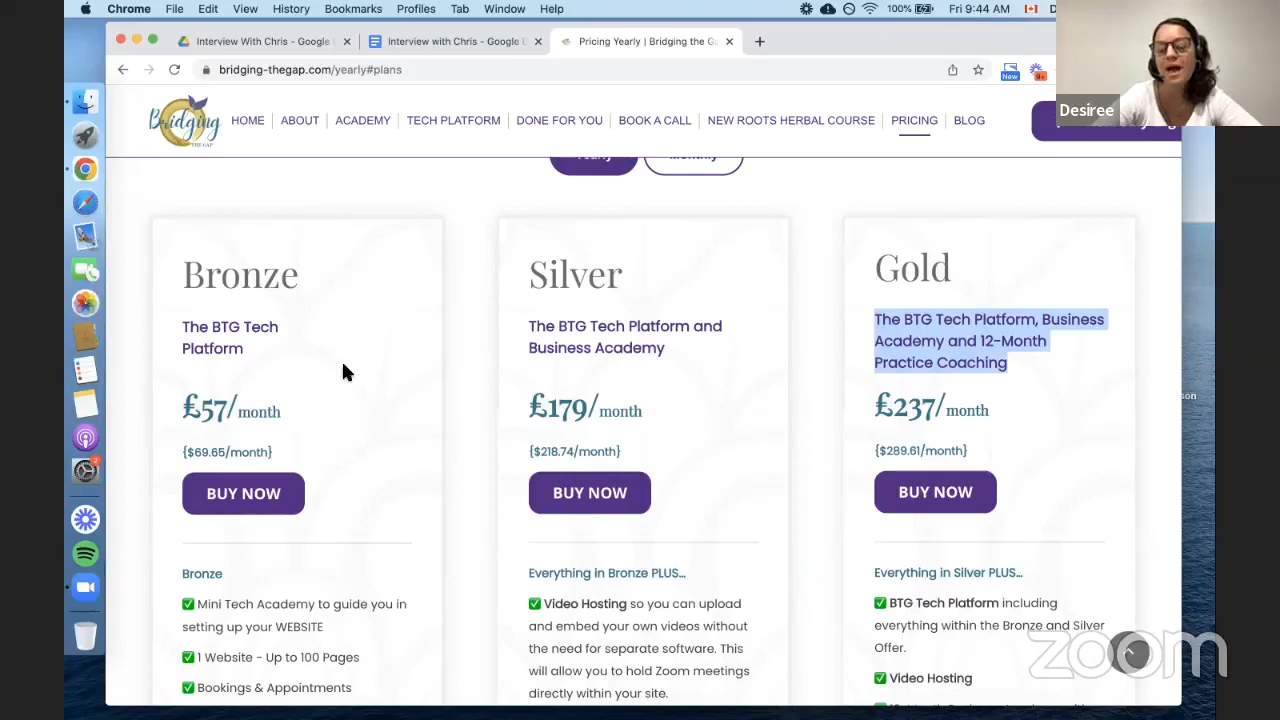 Chrome File Edit View History Bookmarks Profiles Tab Window Help 100% Fri 9:44 AM
Interview With Chris - Google Interview with Chris - Google D Pricing Yearly | Bridging the Ga
bridging-thegap.com/yearly#plans
New 9+
Desiree
Bridging
THE GAP
HOME ABOUT ACADEMY TECH PLATFORM DONE FOR YOU BOOK A CALL NEW ROOTS HERBAL COURSE PRICING BLOG
Yearly Monthly
Bronze
The BTG Tech
Platform
£57/month
{$69.65/month}
BUY NOW
Bronze
✅ Mini Tech Academy to guide you in
setting up your WEBSITE
✅ 1 Website - Up to 100 Pages
✅ Bookings & Appointments
Silver
The BTG Tech Platform and
Business Academy
£179/month
{$218.74/month}
BUY NOW
Everything in Bronze PLUS...
✅ Video Hosting so you can upload
and embed your own videos without
the need for separate software. This
will allow you to hold Zoom meetings
directly within your site.
Gold
The BTG Tech Platform, Business
Academy and 12-Month
Practice Coaching
£237/month
{$289.61/month}
BUY NOW
Everything in Silver PLUS...
✅ BTG Tech Platform including
everything within the Bronze and Silver
Offer.
✅ Video Hosting
zoom